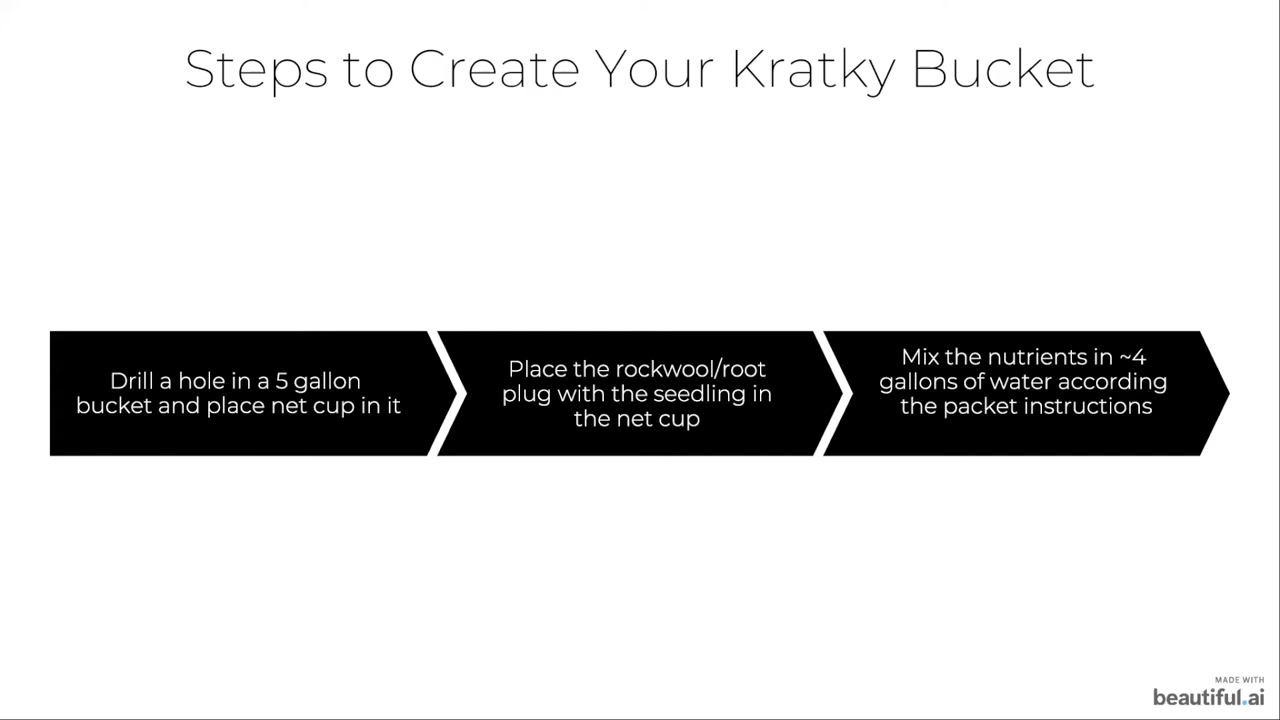 Steps to Create Your Kratky Bucket
Drill a hole in a 5 gallon
bucket and place net cup in it
Place the rockwool/root
plug with the seedling in
the net cup
Mix the nutrients in ~4
gallons of water according
the packet instructions
MADE WITH
beautiful.ai